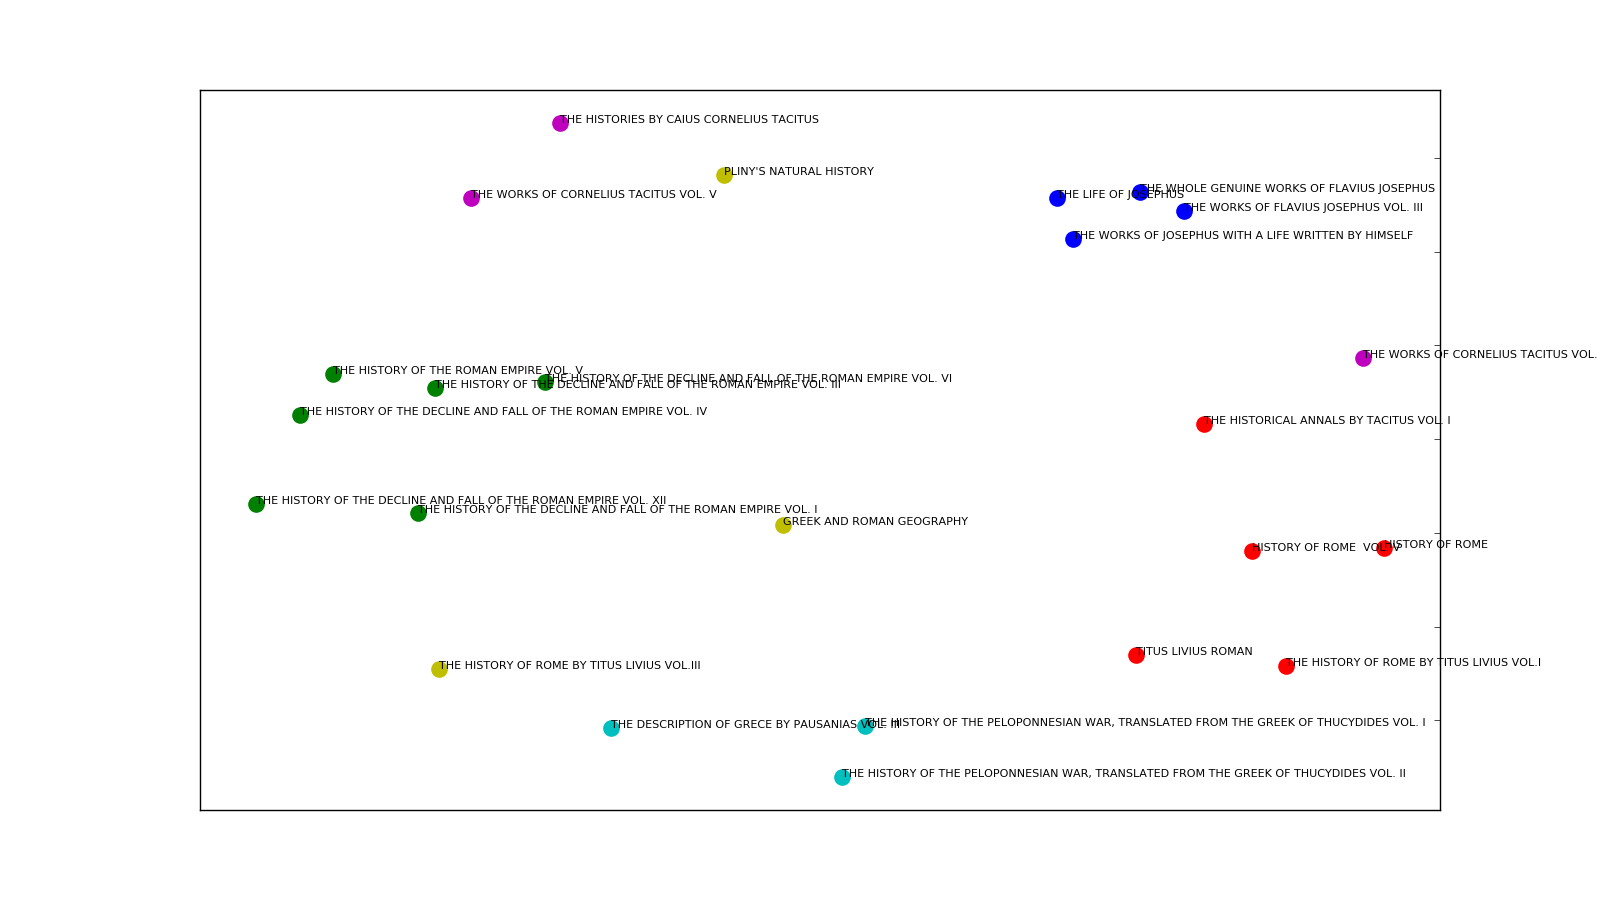 THE HISTORIES BY CAIUS CORNELIUS TACITUS
PLINY'S NATURAL HISTORY
THE WORKS OF CORNELIUS TACITUS VOL. V
THE LIFE OF JOSEPHUS
THE WHOLE GENUINE WORKS OF FLAVIUS JOSEPHUS
THE WORKS OF FLAVIUS JOSEPHUS VOL. III
THE WORKS OF JOSEPHUS WITH A LIFE WRITTEN BY HIMSELF
THE WORKS OF CORNELIUS TACITUS VOL.
THE HISTORY OF THE ROMAN EMPIRE VOL. V
THE HISTORY OF THE DECLINE AND FALL OF THE ROMAN EMPIRE VOL. VI
THE HISTORY OF THE DECLINE AND FALL OF THE ROMAN EMPIRE VOL. III
THE HISTORY OF THE DECLINE AND FALL OF THE ROMAN EMPIRE VOL. IV
THE HISTORICAL ANNALS BY TACITUS VOL. I
THE HISTORY OF THE DECLINE AND FALL OF THE ROMAN EMPIRE VOL. XII
THE HISTORY OF THE DECLINE AND FALL OF THE ROMAN EMPIRE VOL. I
GREEK AND ROMAN GEOGRAPHY
HISTORY OF ROME  VOL.IV
HISTORY OF ROME
TITUS LIVIUS ROMAN
THE HISTORY OF ROME BY TITUS LIVIUS VOL.I
THE HISTORY OF ROME BY TITUS LIVIUS VOL.III
THE DESCRIPTION OF GRECE BY PAUSANIAS VOL. III
THE HISTORY OF THE PELOPONNESIAN WAR, TRANSLATED FROM THE GREEK OF THUCYDIDES VOL. I
THE HISTORY OF THE PELOPONNESIAN WAR, TRANSLATED FROM THE GREEK OF THUCYDIDES VOL. II